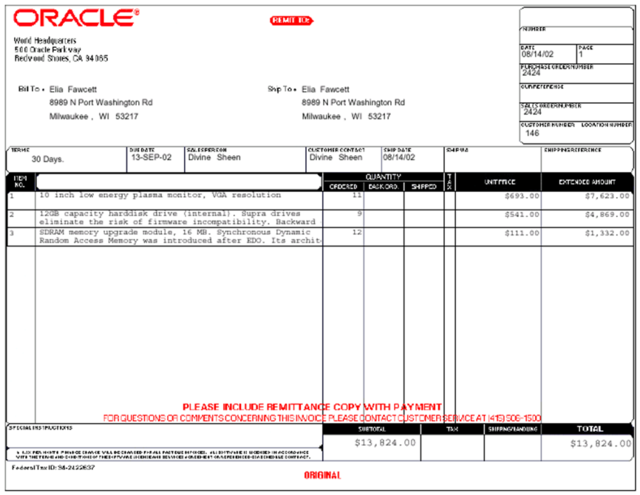 ORACLE®
REMIT TO:
World Headquarters
500 Oracle Parkway
Redwood Shores, CA 94065
NUMBER
DATE PAGE
08/14/02 1
PURCHASE ORDER NUMBER
2424
OUR REFERENCE
SALES ORDER NUMBER
2424
CUSTOMER NUMBER LOCATION NUMBER
146
Bill To Elia Fawcett
8989 N Port Washington Rd
Milwaukee , WI 53217
Ship To Elia Fawcett
8989 N Port Washington Rd
Milwaukee , WI 53217
TERMS DUE DATE SALESPERSON CUSTOMER CONTACT SHIP DATE SHIP VIA SHIPPING REFERENCE
30 Days. 13-SEP-02 Divine Sheen Divine Sheen 08/14/02
ITEM NO. QUANTITY TAX UNIT PRICE EXTENDED AMOUNT
ORDERED BACK ORD. SHIPPED
1 10 inch low energy plasma monitor, VGA resolution 11 $693.00 $7,623.00
2 12GB capacity harddisk drive (internal). Supra drives 9 $541.00 $4,869.00
eliminate the risk of firmware incompatibility. Backward
3 SDRAM memory upgrade module, 16 MB. Synchronous Dynamic 12 $111.00 $1,332.00
Random Access Memory was introduced after EDO. Its archit
PLEASE INCLUDE REMITTANCE COPY WITH PAYMENT
FOR QUESTIONS OR COMMENTS CONCERNING THIS INVOICE PLEASE CONTACT CUSTOMER SERVICE AT (415) 506-1500
SPECIAL INSTRUCTIONS SUBTOTAL TAX SHIPPING/HANDLING TOTAL
$13,824.00 $13,824.00
Federal Tax ID: 94-2422637
ORIGINAL